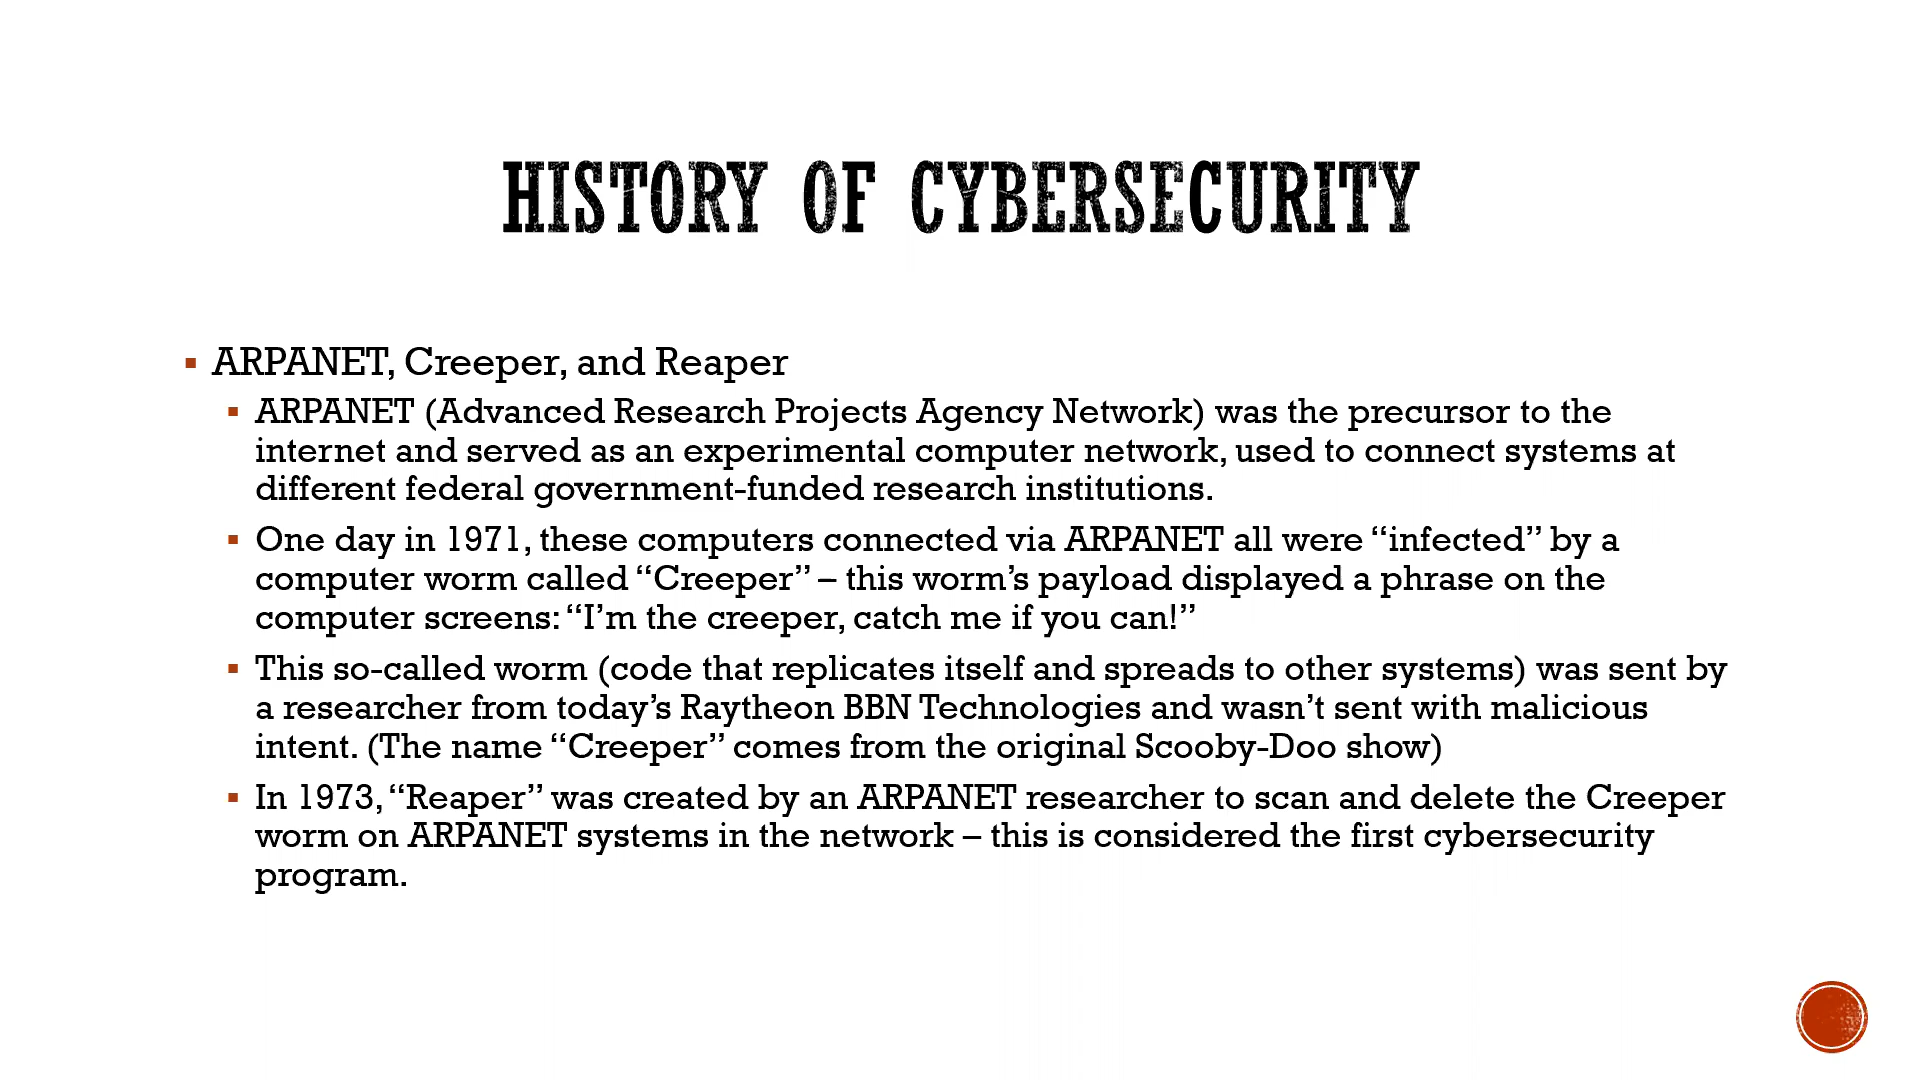 HISTORY OF CYBERSECURITY
▪ ARPANET, Creeper, and Reaper
▪ ARPANET (Advanced Research Projects Agency Network) was the precursor to the
internet and served as an experimental computer network, used to connect systems at
different federal government-funded research institutions.
▪ One day in 1971, these computers connected via ARPANET all were “infected” by a
computer worm called “Creeper” – this worm’s payload displayed a phrase on the
computer screens: “I’m the creeper, catch me if you can!”
▪ This so-called worm (code that replicates itself and spreads to other systems) was sent by
a researcher from today’s Raytheon BBN Technologies and wasn’t sent with malicious
intent. (The name “Creeper” comes from the original Scooby-Doo show)
▪ In 1973, “Reaper” was created by an ARPANET researcher to scan and delete the Creeper
worm on ARPANET systems in the network – this is considered the first cybersecurity
program.